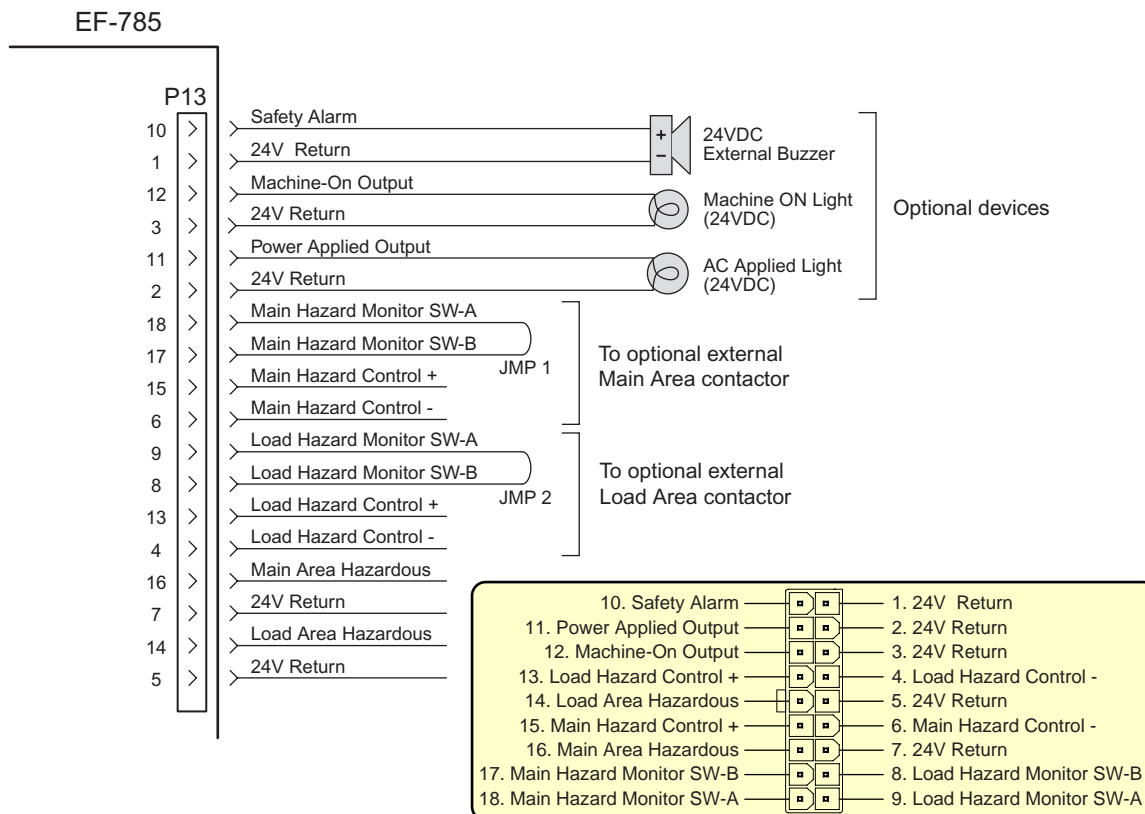 EF-785
P13
10 Safety Alarm
1 24V Return
12 Machine-On Output
3 24V Return
11 Power Applied Output
2 24V Return
18 Main Hazard Monitor SW-A
17 Main Hazard Monitor SW-B
15 Main Hazard Control +
6 Main Hazard Control -
9 Load Hazard Monitor SW-A
8 Load Hazard Monitor SW-B
13 Load Hazard Control +
4 Load Hazard Control -
16 Main Area Hazardous
7 24V Return
14 Load Area Hazardous
5 24V Return
+
-
24VDC
External Buzzer
Machine ON Light
(24VDC)
AC Applied Light
(24VDC)
Optional devices
JMP 1
To optional external
Main Area contactor
JMP 2
To optional external
Load Area contactor
10. Safety Alarm 1. 24V Return
11. Power Applied Output 2. 24V Return
12. Machine-On Output 3. 24V Return
13. Load Hazard Control + 4. Load Hazard Control -
14. Load Area Hazardous 5. 24V Return
15. Main Hazard Control + 6. Main Hazard Control -
16. Main Area Hazardous 7. 24V Return
17. Main Hazard Monitor SW-B 8. Load Hazard Monitor SW-B
18. Main Hazard Monitor SW-A 9. Load Hazard Monitor SW-A